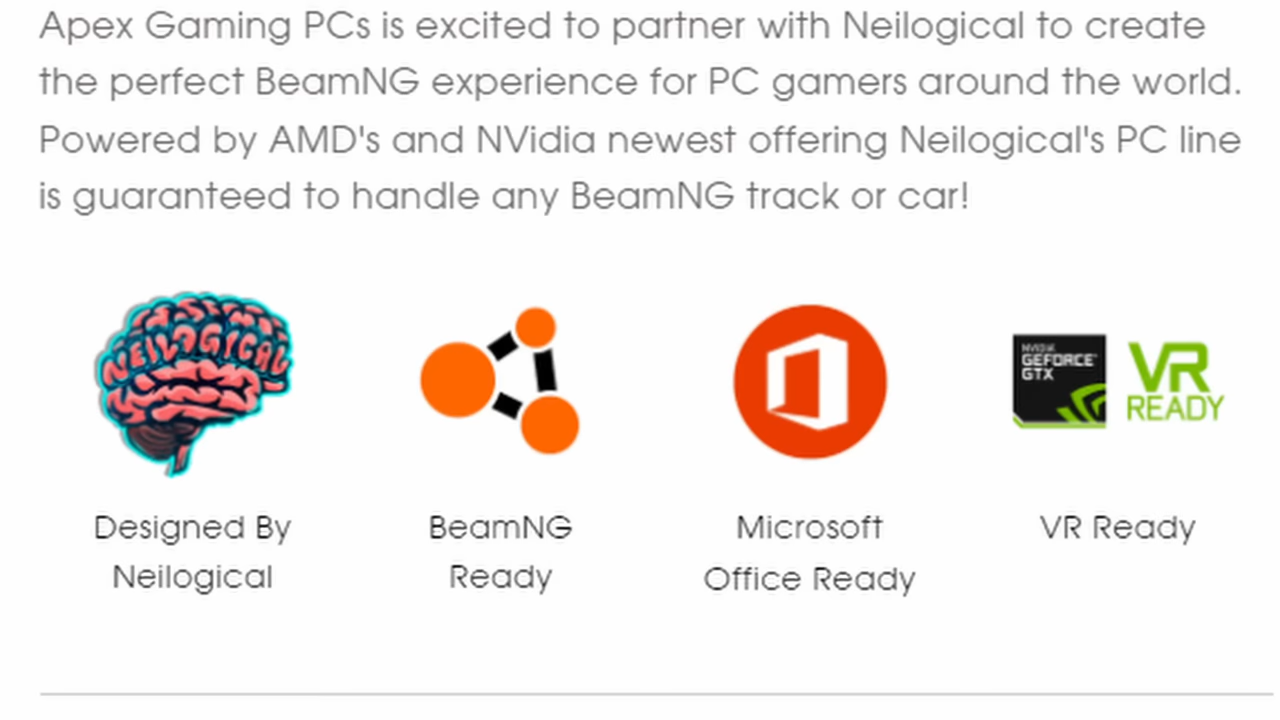 Apex Gaming PCs is excited to partner with Neilogical to create
the perfect BeamNG experience for PC gamers around the world.
Powered by AMD's and NVidia newest offering Neilogical's PC line
is guaranteed to handle any BeamNG track or car!
NEILOGICAL
NVIDIA
GEFORCE
GTX
VR
READY
Designed By
Neilogical
BeamNG
Ready
Microsoft
Office Ready
VR Ready